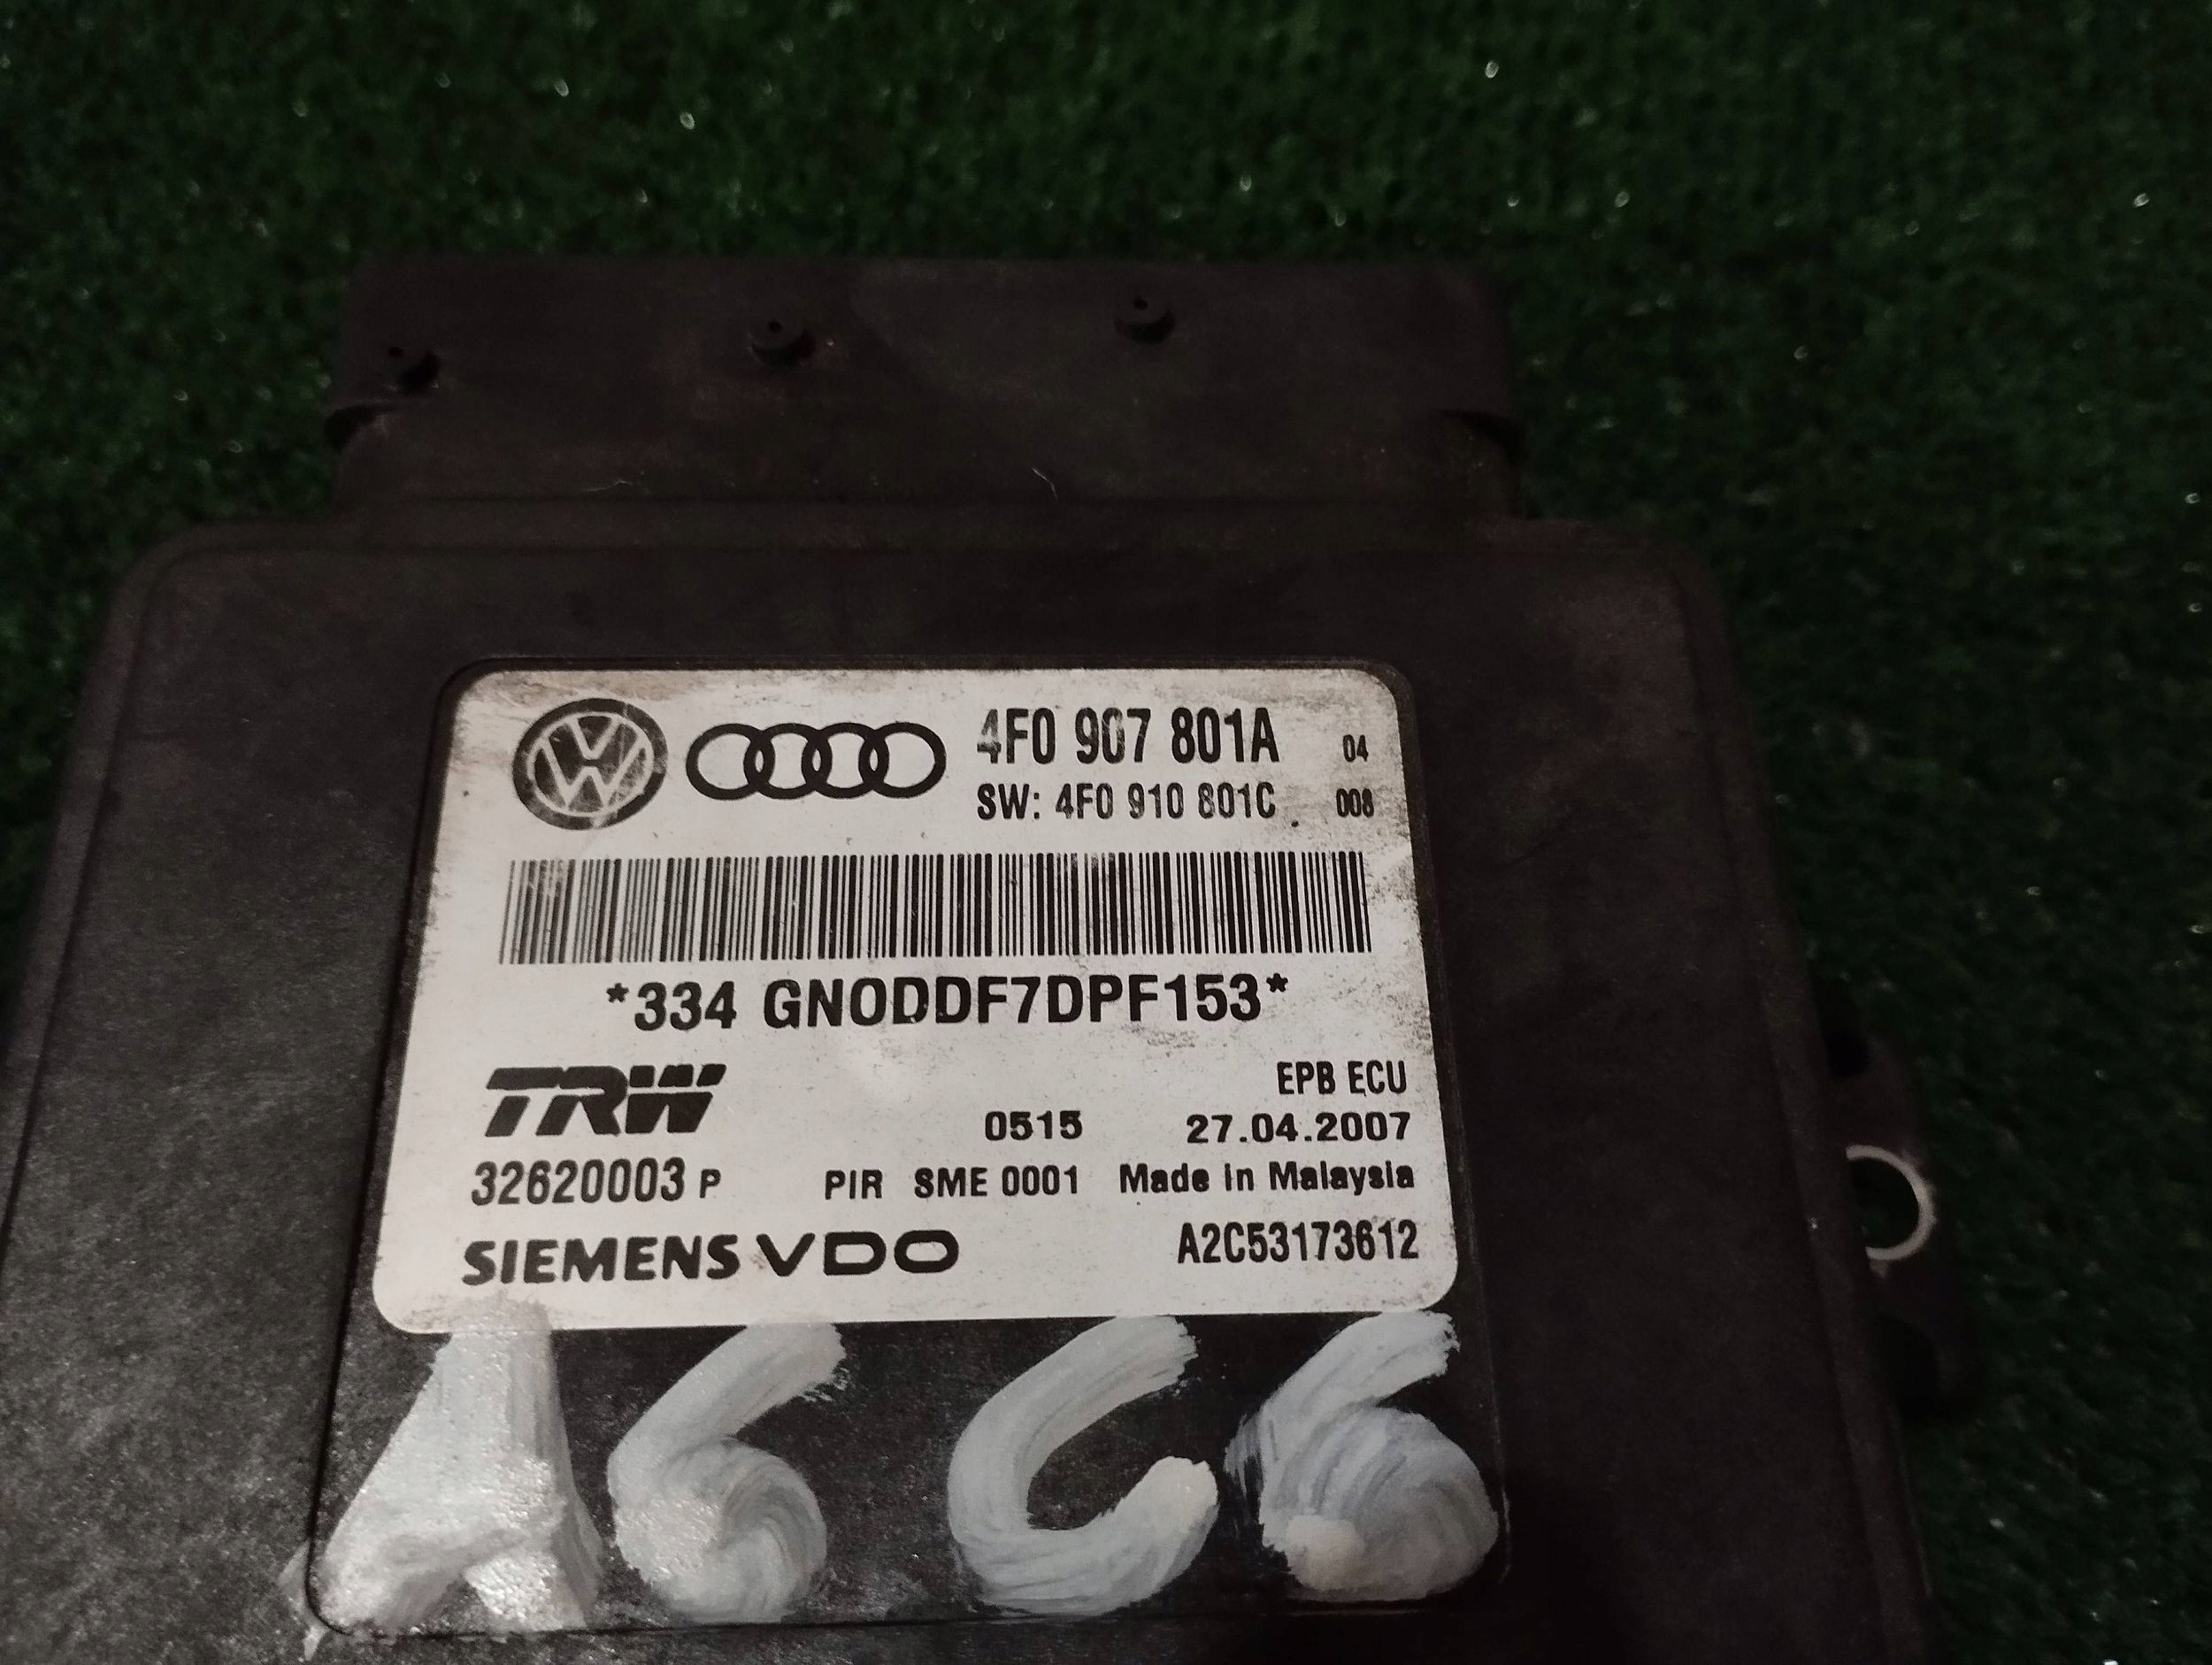 4F0 907 801A 04
SW: 4F0 910 801C 008
*334 GNODDF7DPF153*
TRW
EPB ECU
0515 27.04.2007
32620003 P PIR SME 0001 Made in Malaysia
SIEMENS VDO A2C53173612
A6 C6